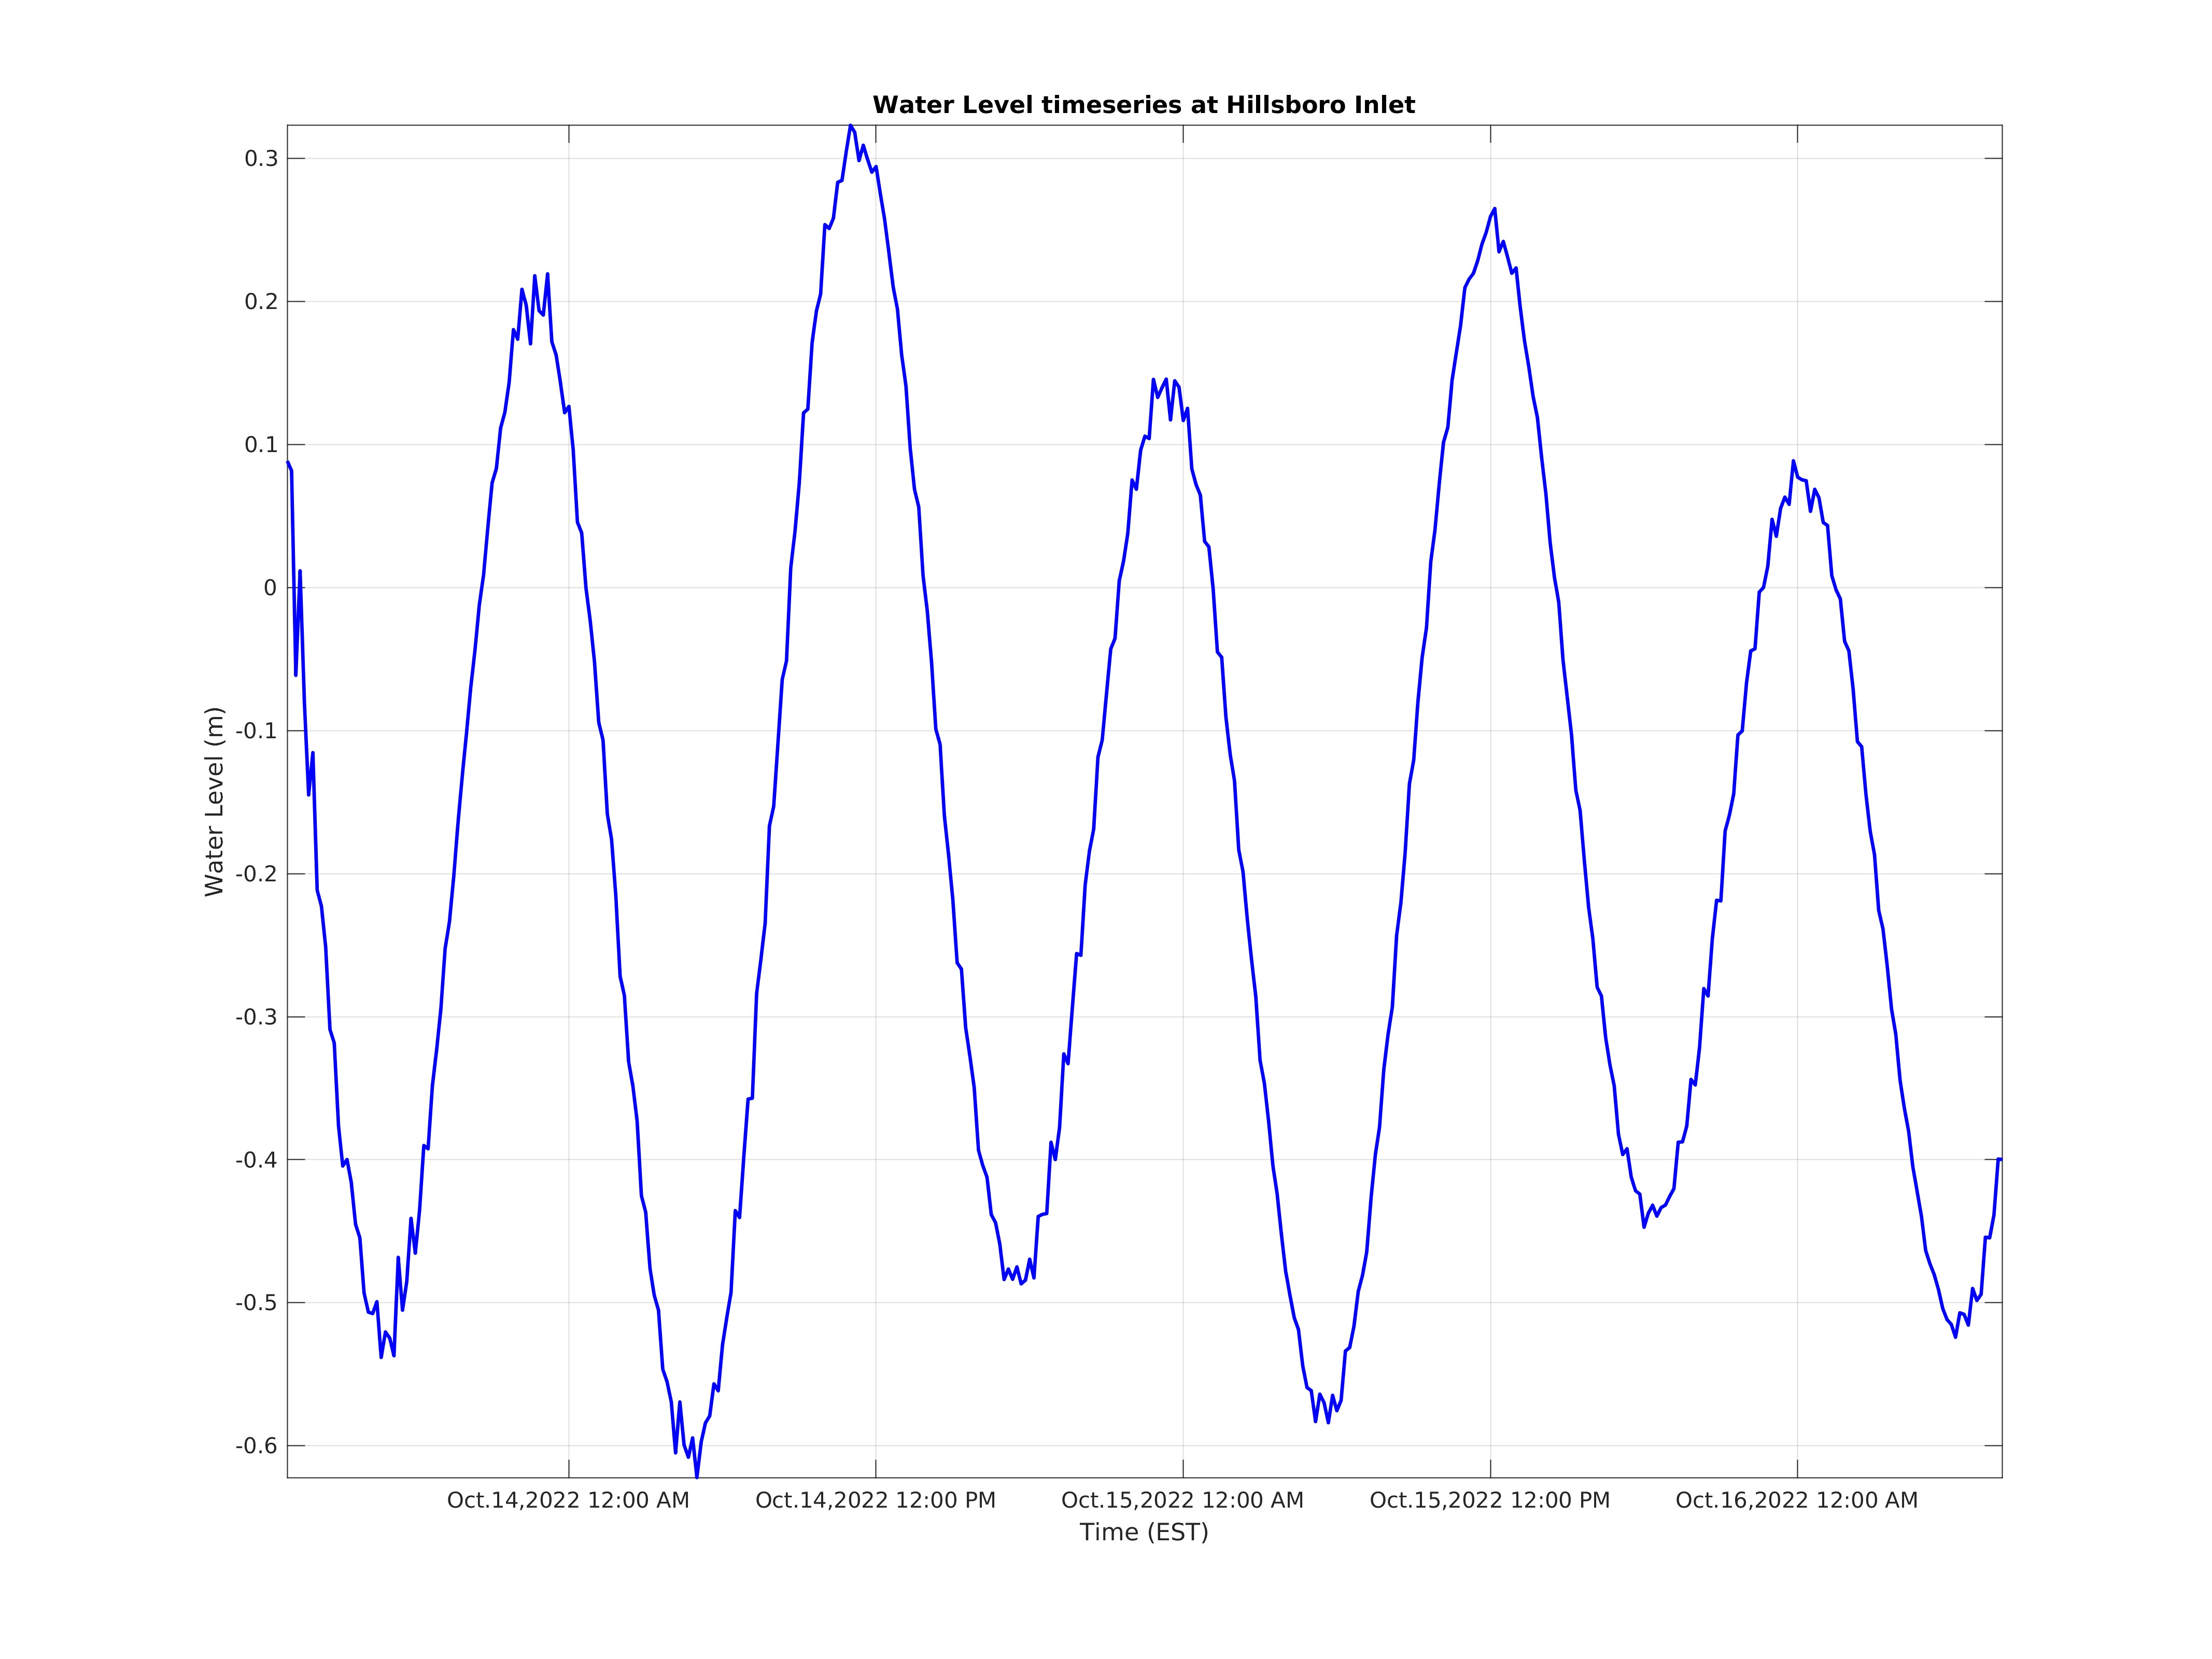 Water Level timeseries at Hillsboro Inlet
0.3
0.2
0.1
0
-0.1
-0.2
-0.3
-0.4
-0.5
-0.6
Water Level (m)
Oct.14,2022 12:00 AM
Oct.14,2022 12:00 PM
Oct.15,2022 12:00 AM
Oct.15,2022 12:00 PM
Oct.16,2022 12:00 AM
Time (EST)